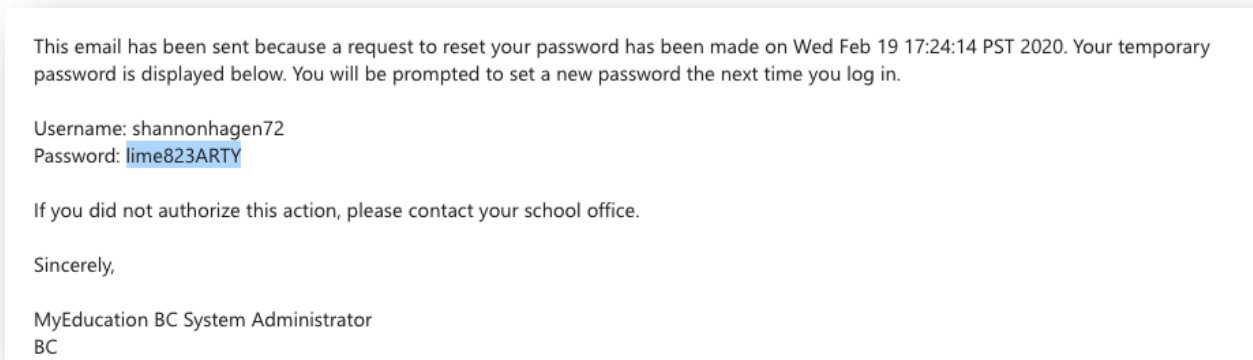 This email has been sent because a request to reset your password has been made on Wed Feb 19 17:24:14 PST 2020. Your temporary
password is displayed below. You will be prompted to set a new password the next time you log in.
Username: shannonhagen72
Password: lime823ARTY
If you did not authorize this action, please contact your school office.
Sincerely,
MyEducation BC System Administrator
BC